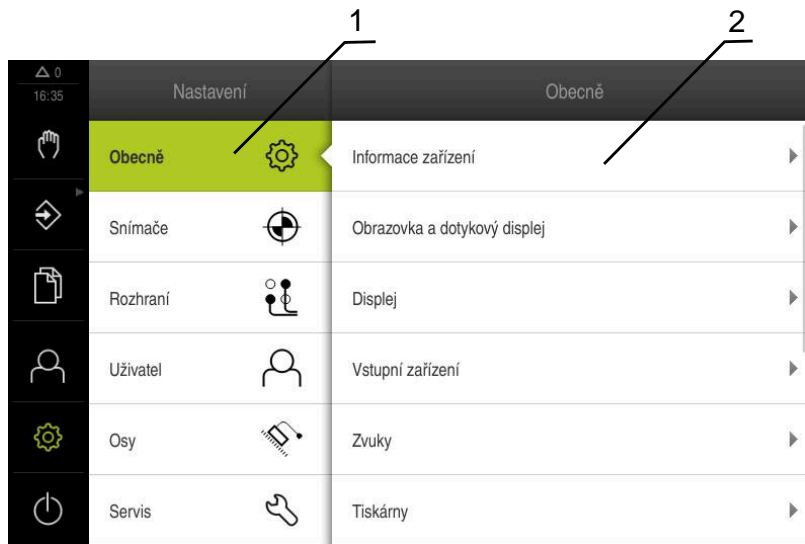 1
2
0
16:35
Nastavení
Obecně
Obecně
Snímače
Rozhraní
Uživatel
Osy
Servis
Informace zařízení
Obrazovka a dotykový displej
Displej
Vstupní zařízení
Zvuky
Tiskárny